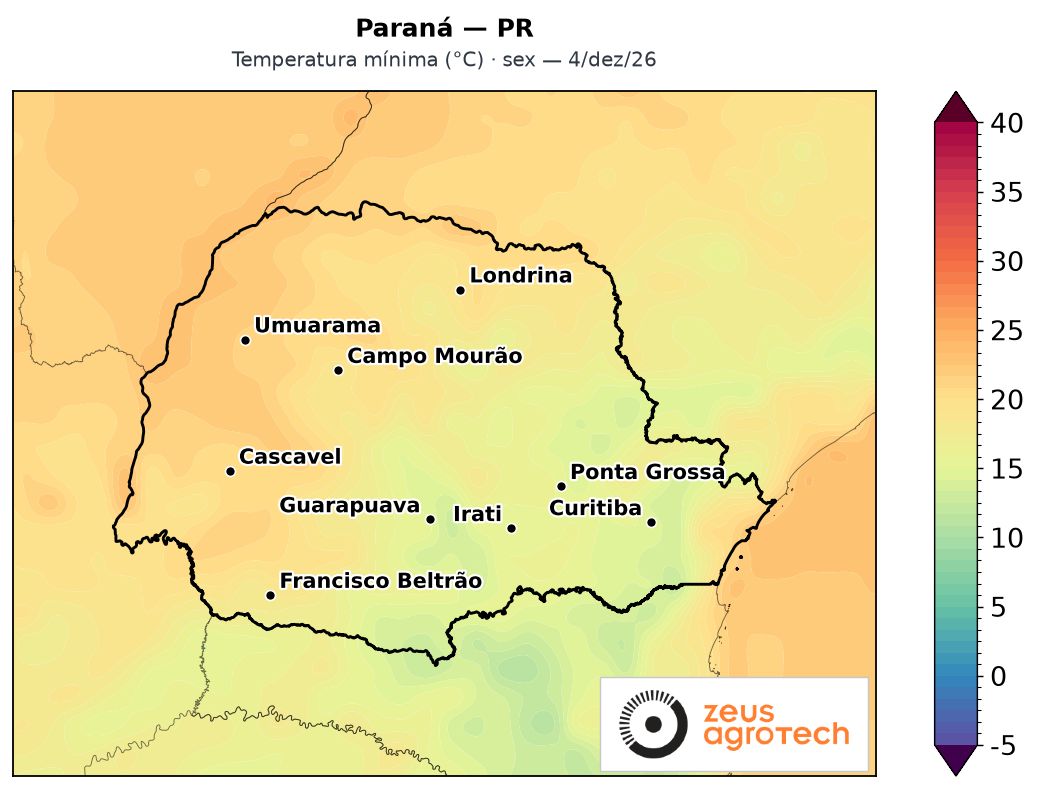 Paraná — PR
Temperatura mínima (°C) · sex — 4/dez/26
Londrina
Umuarama
Campo Mourão
Cascavel
Ponta Grossa
Guarapuava
Irati
Curitiba
Francisco Beltrão
zeus
agrotech
40
35
30
25
20
15
10
5
0
-5